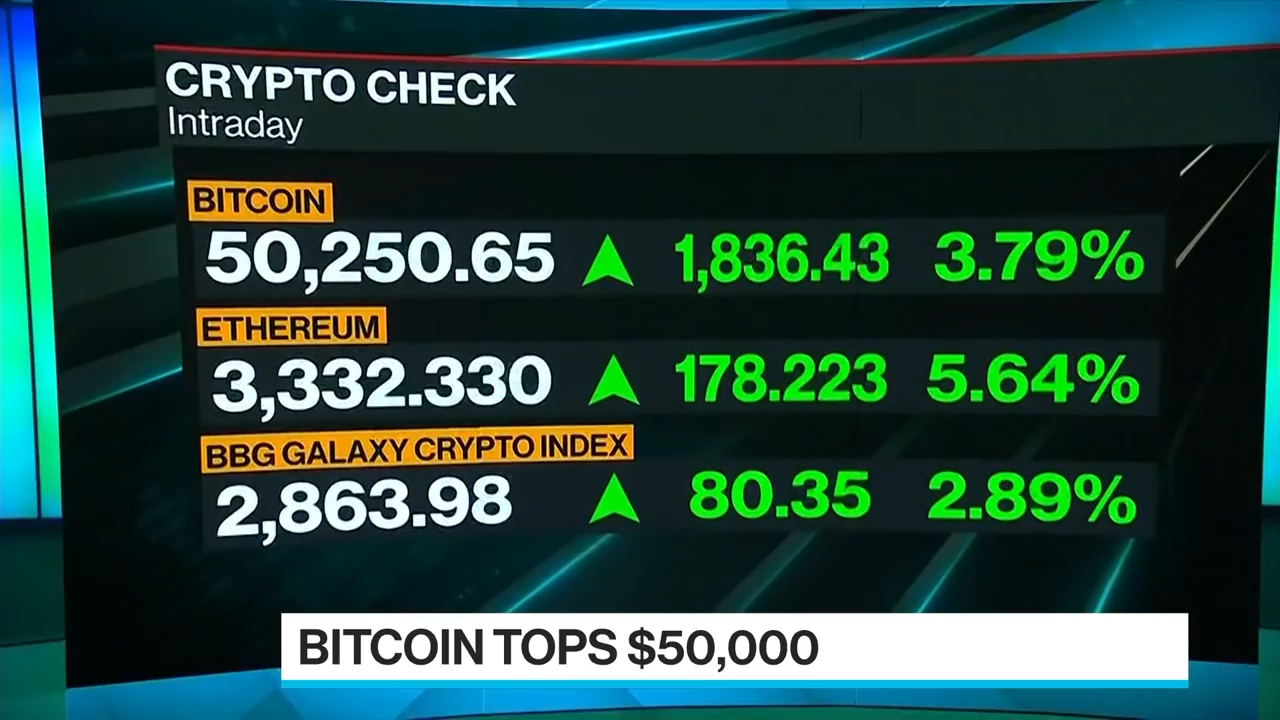 CRYPTO CHECK
Intraday
BITCOIN
50,250.65 ▲ 1,836.43 3.79%
ETHEREUM
3,332.330 ▲ 178.223 5.64%
BBG GALAXY CRYPTO INDEX
2,863.98 ▲ 80.35 2.89%
BITCOIN TOPS $50,000